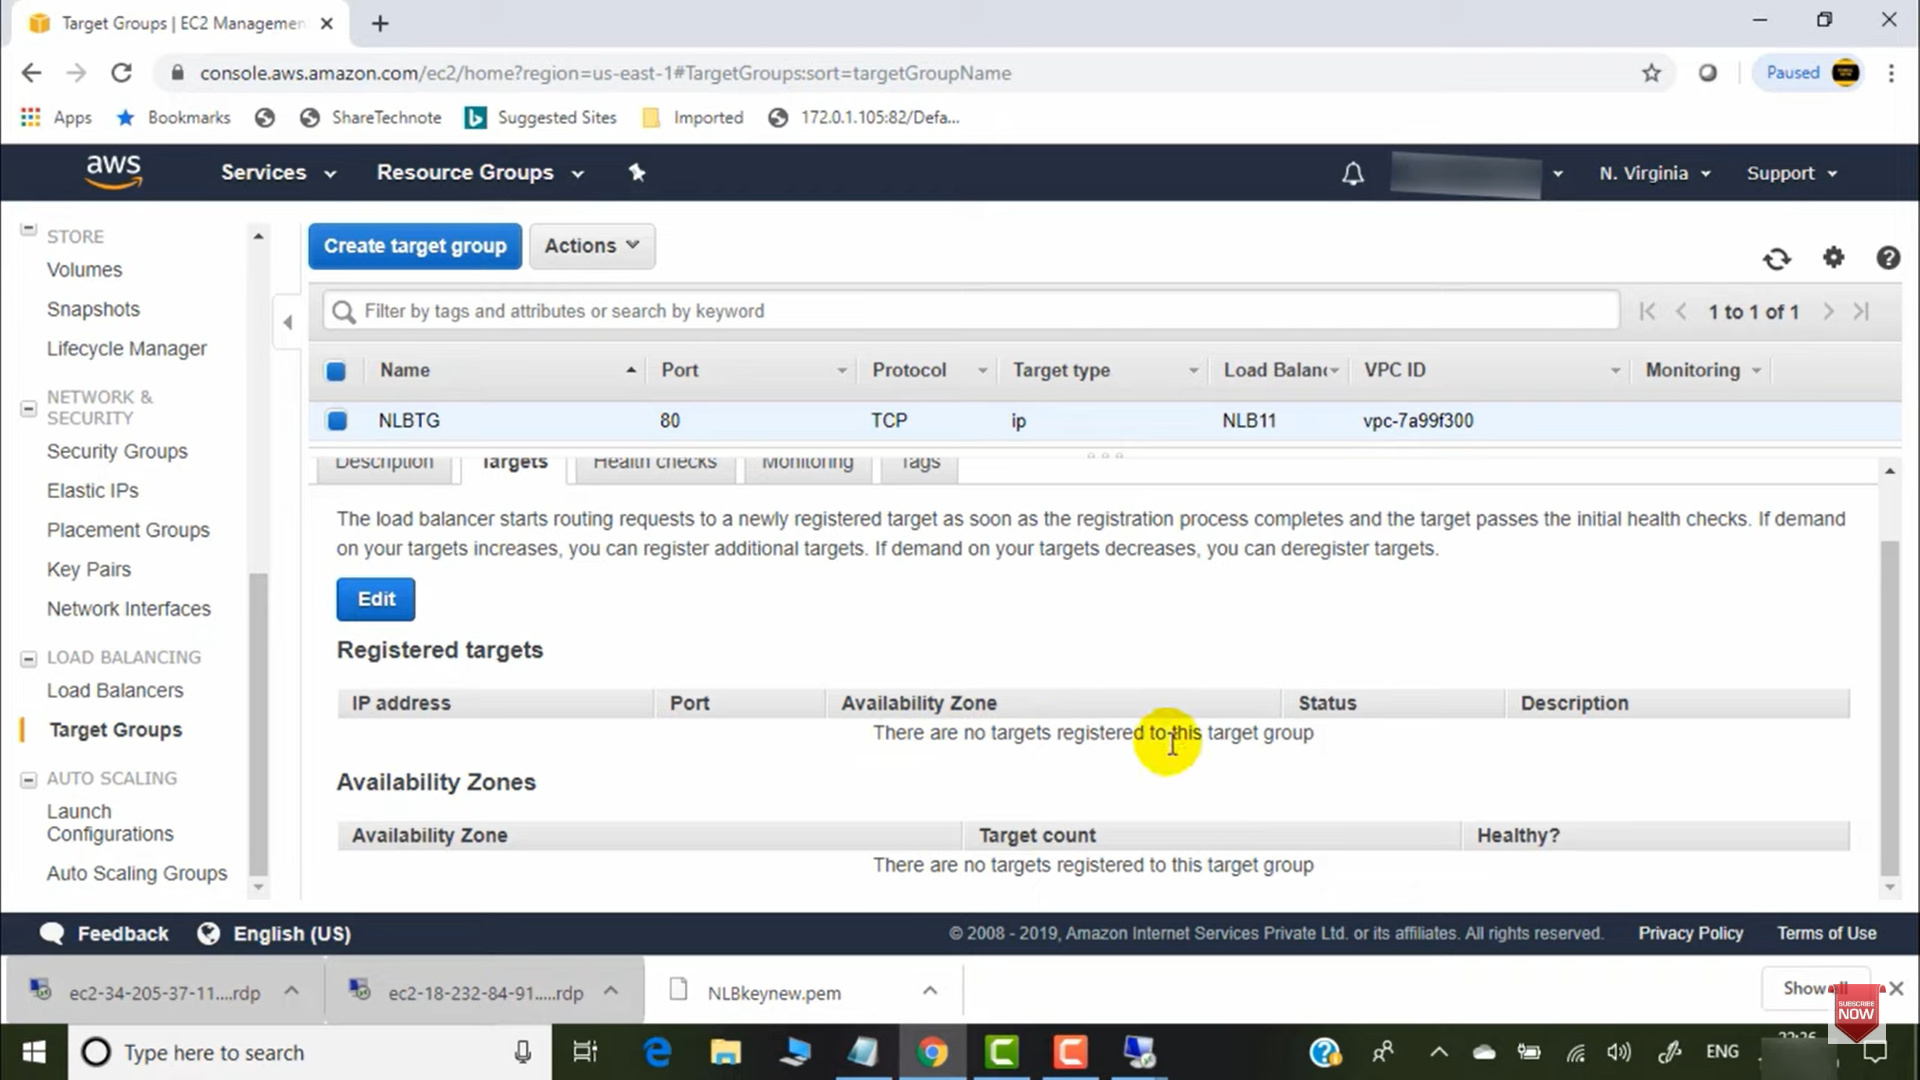 Target Groups | EC2 Managemen
console.aws.amazon.com/ec2/home?region=us-east-1#TargetGroups:sort=targetGroupName
Paused
Apps
Bookmarks
ShareTechnote
Suggested Sites
Imported
172.0.1.105:82/Defa...
aws
Services
Resource Groups
N. Virginia
Support
STORE
Volumes
Snapshots
Lifecycle Manager
NETWORK &
SECURITY
Security Groups
Elastic IPs
Placement Groups
Key Pairs
Network Interfaces
LOAD BALANCING
Load Balancers
Target Groups
AUTO SCALING
Launch
Configurations
Auto Scaling Groups
Create target group
Actions
Filter by tags and attributes or search by keyword
1 to 1 of 1
Name Port Protocol Target type Load Balanc VPC ID Monitoring
NLBTG 80 TCP ip NLB11 vpc-7a99f300
Description Targets Health checks Monitoring Tags
The load balancer starts routing requests to a newly registered target as soon as the registration process completes and the target passes the initial health checks. If demand
on your targets increases, you can register additional targets. If demand on your targets decreases, you can deregister targets.
Edit
Registered targets
IP address Port Availability Zone Status Description
There are no targets registered to this target group
Availability Zones
Availability Zone Target count Healthy?
There are no targets registered to this target group
Feedback
English (US)
© 2008 - 2019, Amazon Internet Services Private Ltd. or its affiliates. All rights reserved.
Privacy Policy
Terms of Use
ec2-34-205-37-11....rdp
ec2-18-232-84-91.....rdp
NLBkeynew.pem
Show
SUBSCRIBE
NOW
Type here to search
ENG